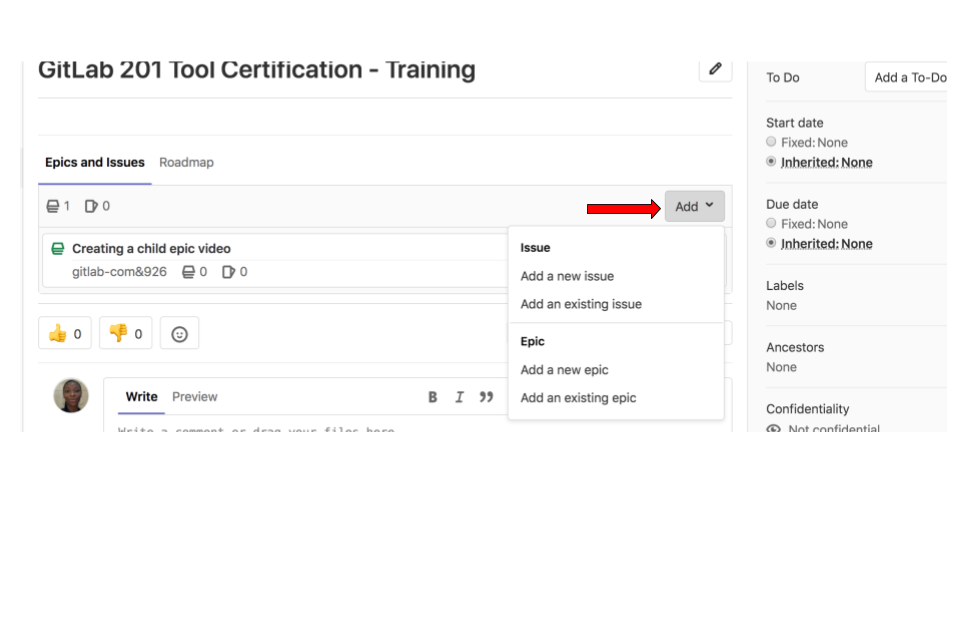 GitLab 201 Tool Certification - Training
Epics and Issues Roadmap
1 0
Add
Creating a child epic video
gitlab-com&926 0 0
Issue
Add a new issue
Add an existing issue
Epic
Add a new epic
Add an existing epic
0 0
Write Preview
B I
Write a comment or drag your files here
To Do Add a To-Do
Start date
Fixed: None
Inherited: None
Due date
Fixed: None
Inherited: None
Labels
None
Ancestors
None
Confidentiality
Not confidential